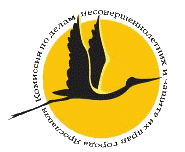 Комиссия по делам несовершеннолетних и защите их прав города Ярославля